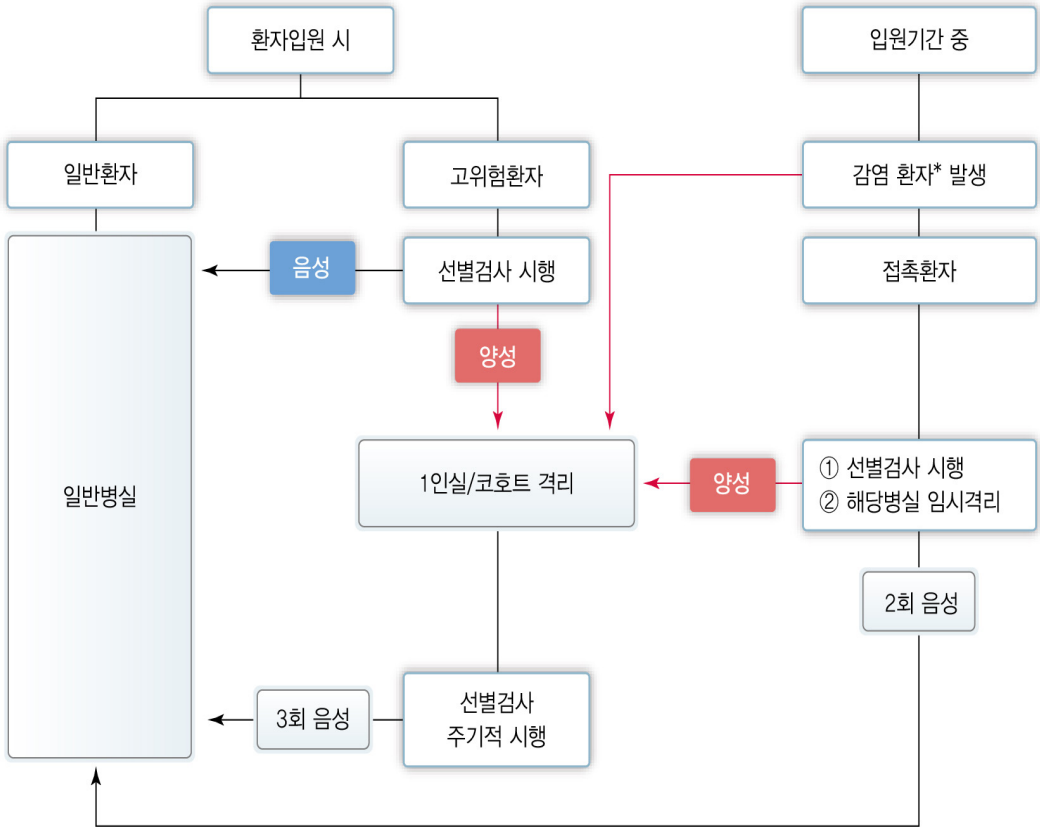 환자입원 시
입원기간 중
일반환자
고위험환자
감염 환자* 발생
음성
선별검사 시행
접촉환자
양성
일반병실
1인실/코호트 격리
양성
① 선별검사 시행
② 해당병실 임시격리
2회 음성
3회 음성
선별검사
주기적 시행